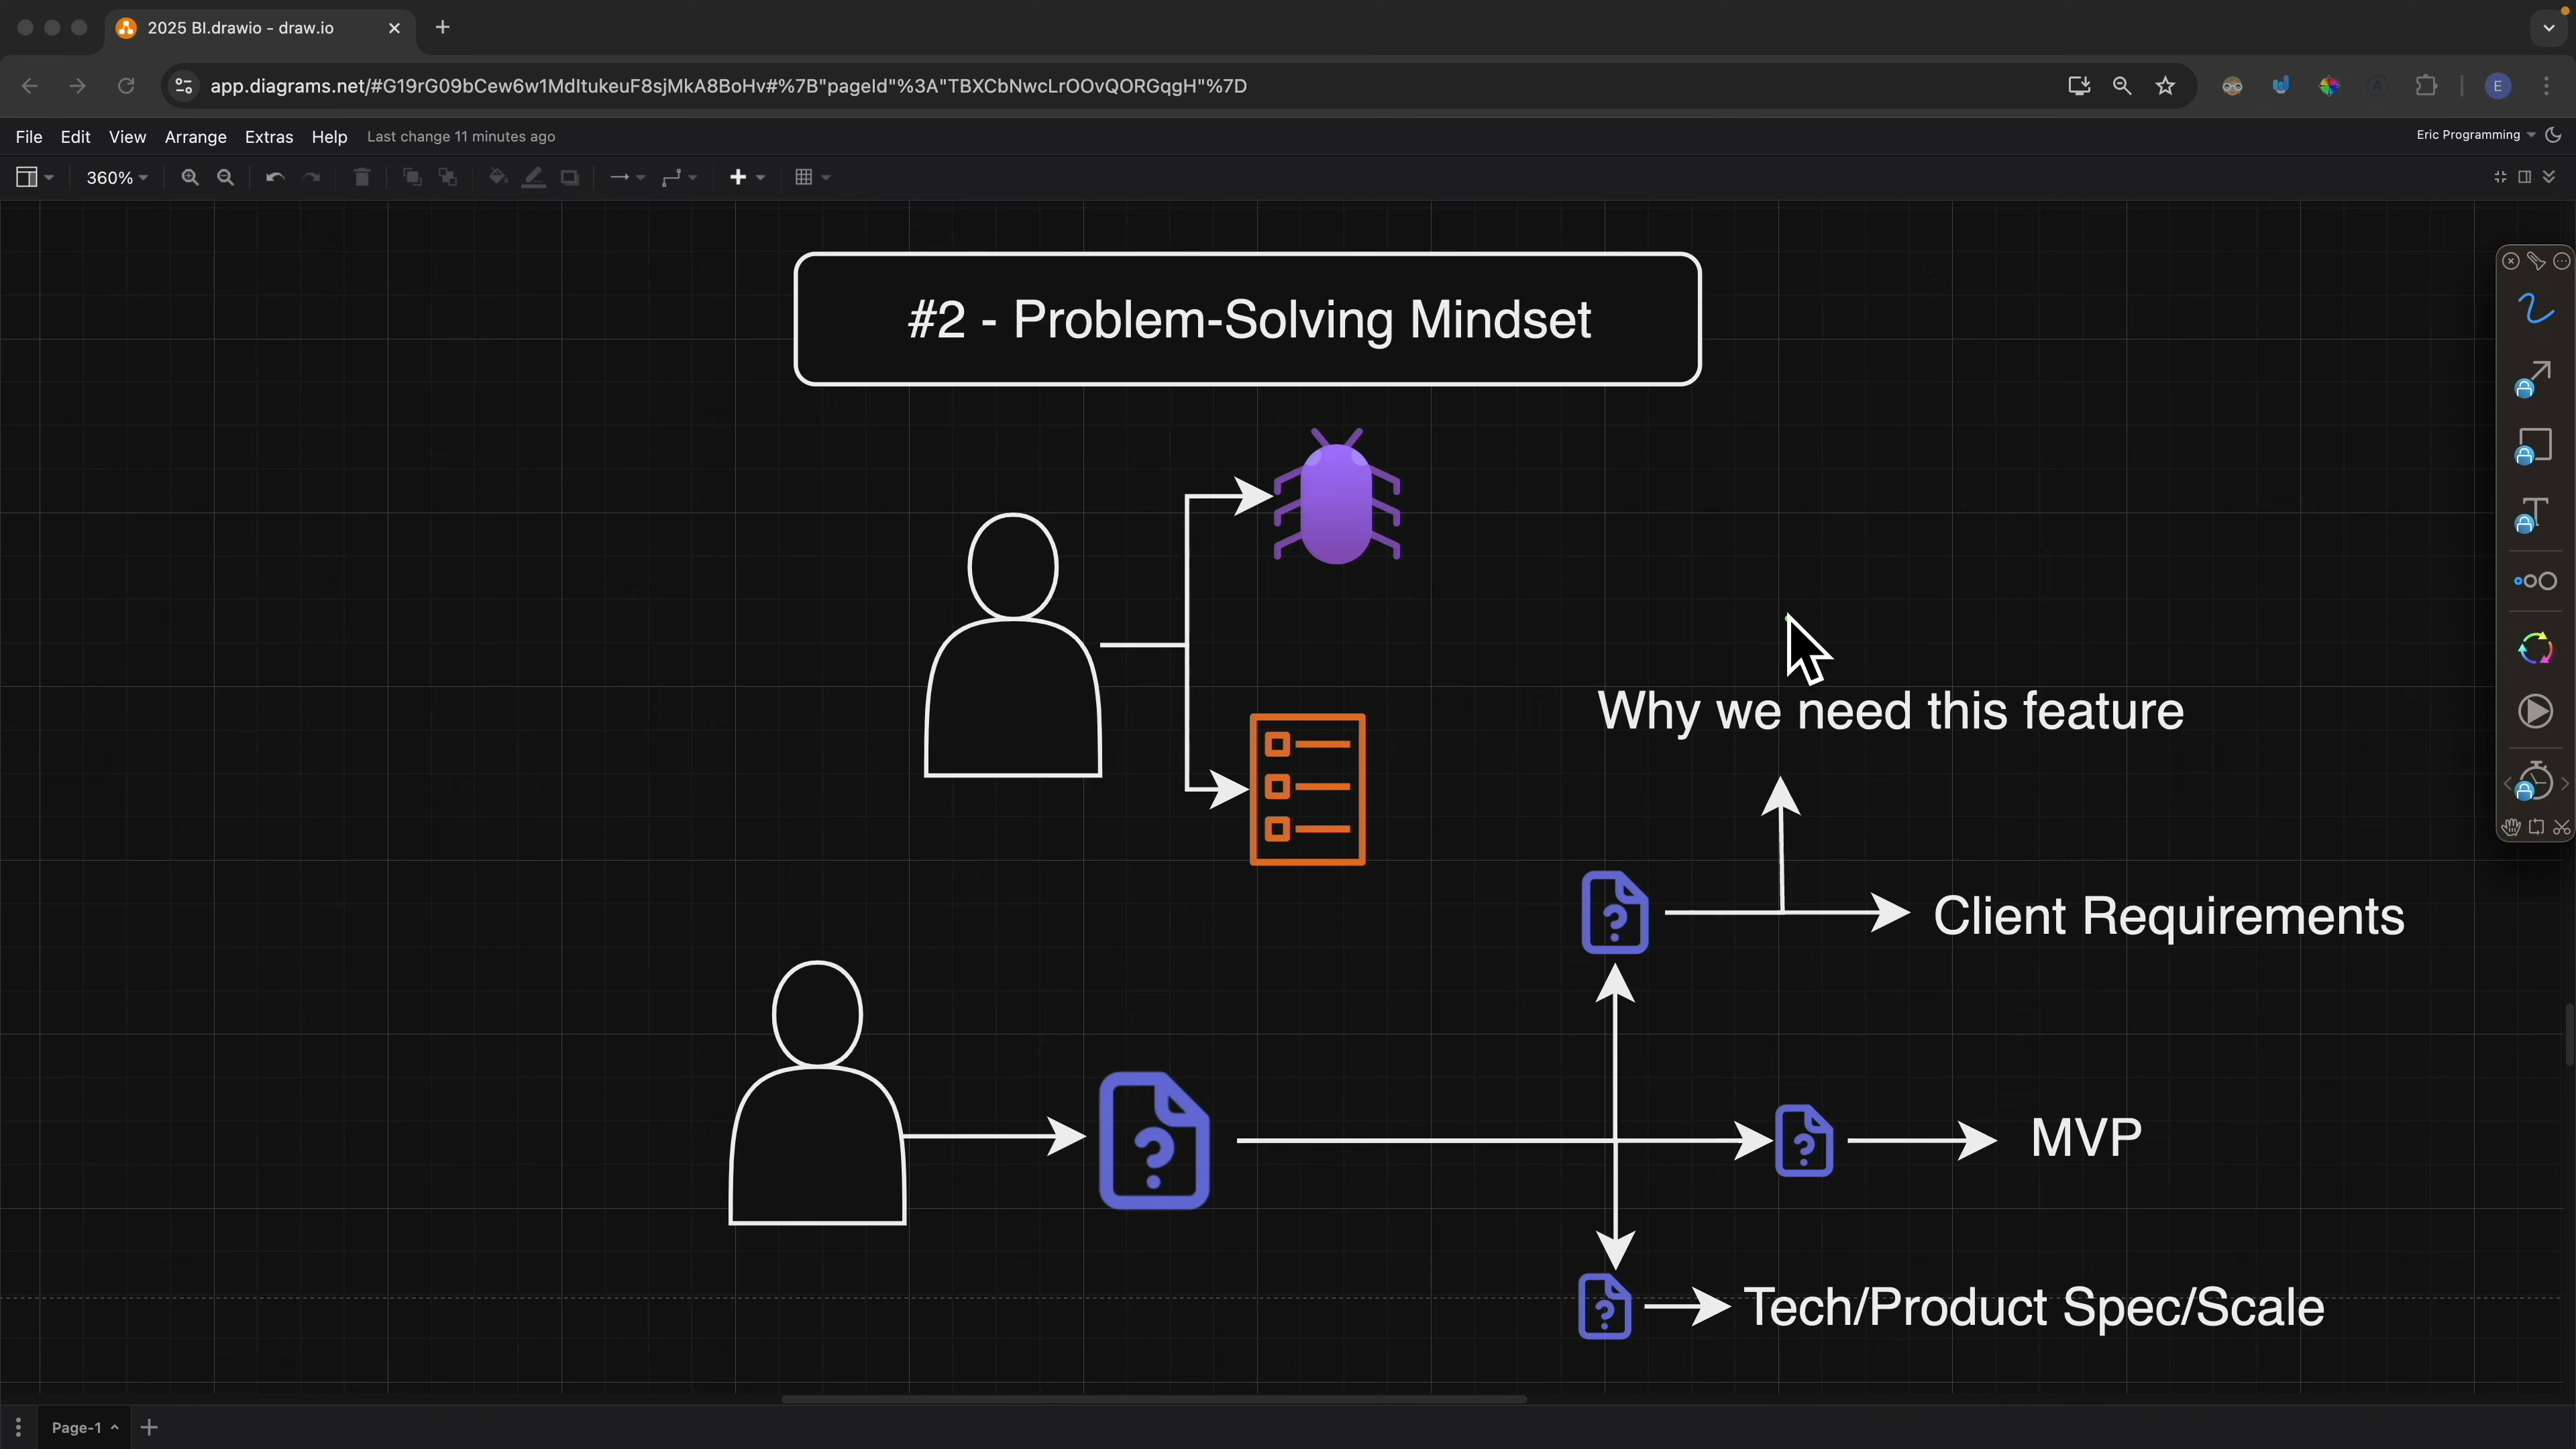 2025 BI.drawio - draw.io
app.diagrams.net/#G19rG09bCew6w1MdItukeuF8sjMkA8BoHv#%7B"pageId"%3A"TBXCbNwcLrOOvQORGqgH"%7D
E
File Edit View Arrange Extras Help Last change 11 minutes ago
Eric Programming
360%
#2 - Problem-Solving Mindset
Why we need this feature
? Client Requirements
? ? MVP
? Tech/Product Spec/Scale
Page-1